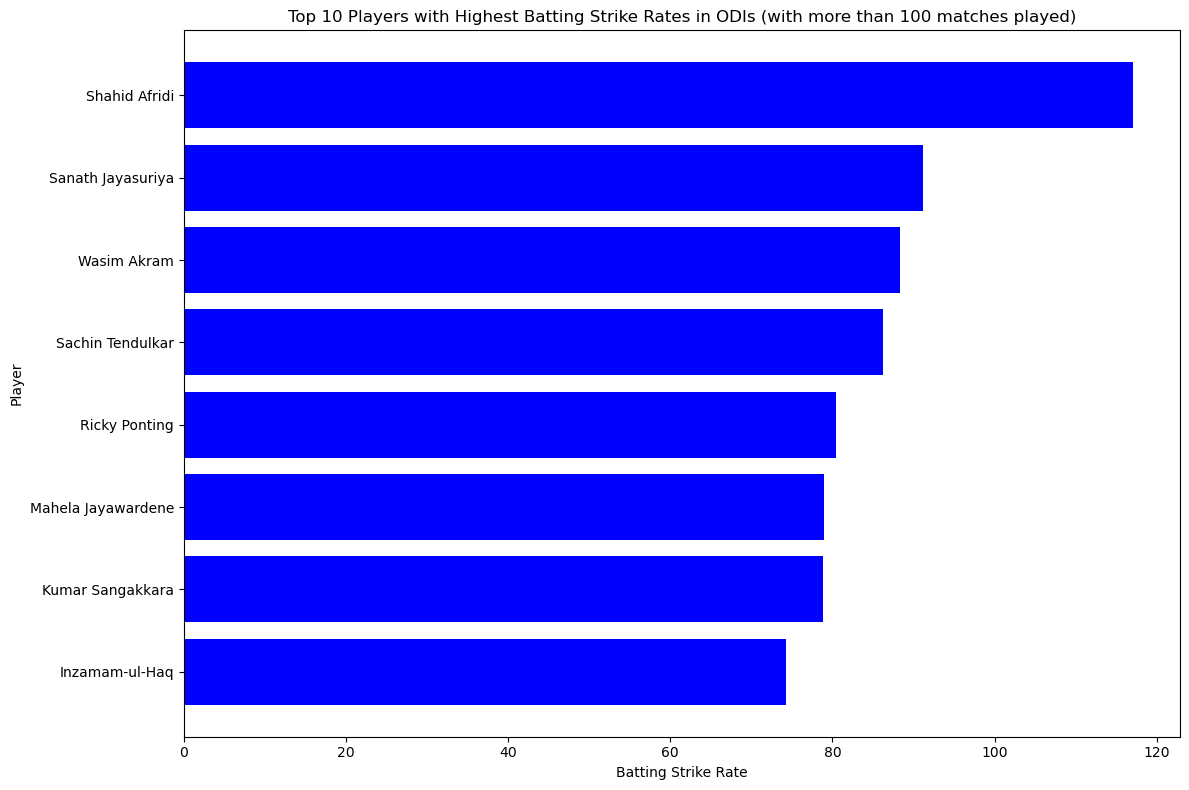 Top 10 Players with Highest Batting Strike Rates in ODIs (with more than 100 matches played)
Shahid Afridi
Sanath Jayasuriya
Wasim Akram
Sachin Tendulkar
Player
Ricky Ponting
Mahela Jayawardene
Kumar Sangakkara
Inzamam-ul-Haq
0 20 40 60 80 100 120
Batting Strike Rate